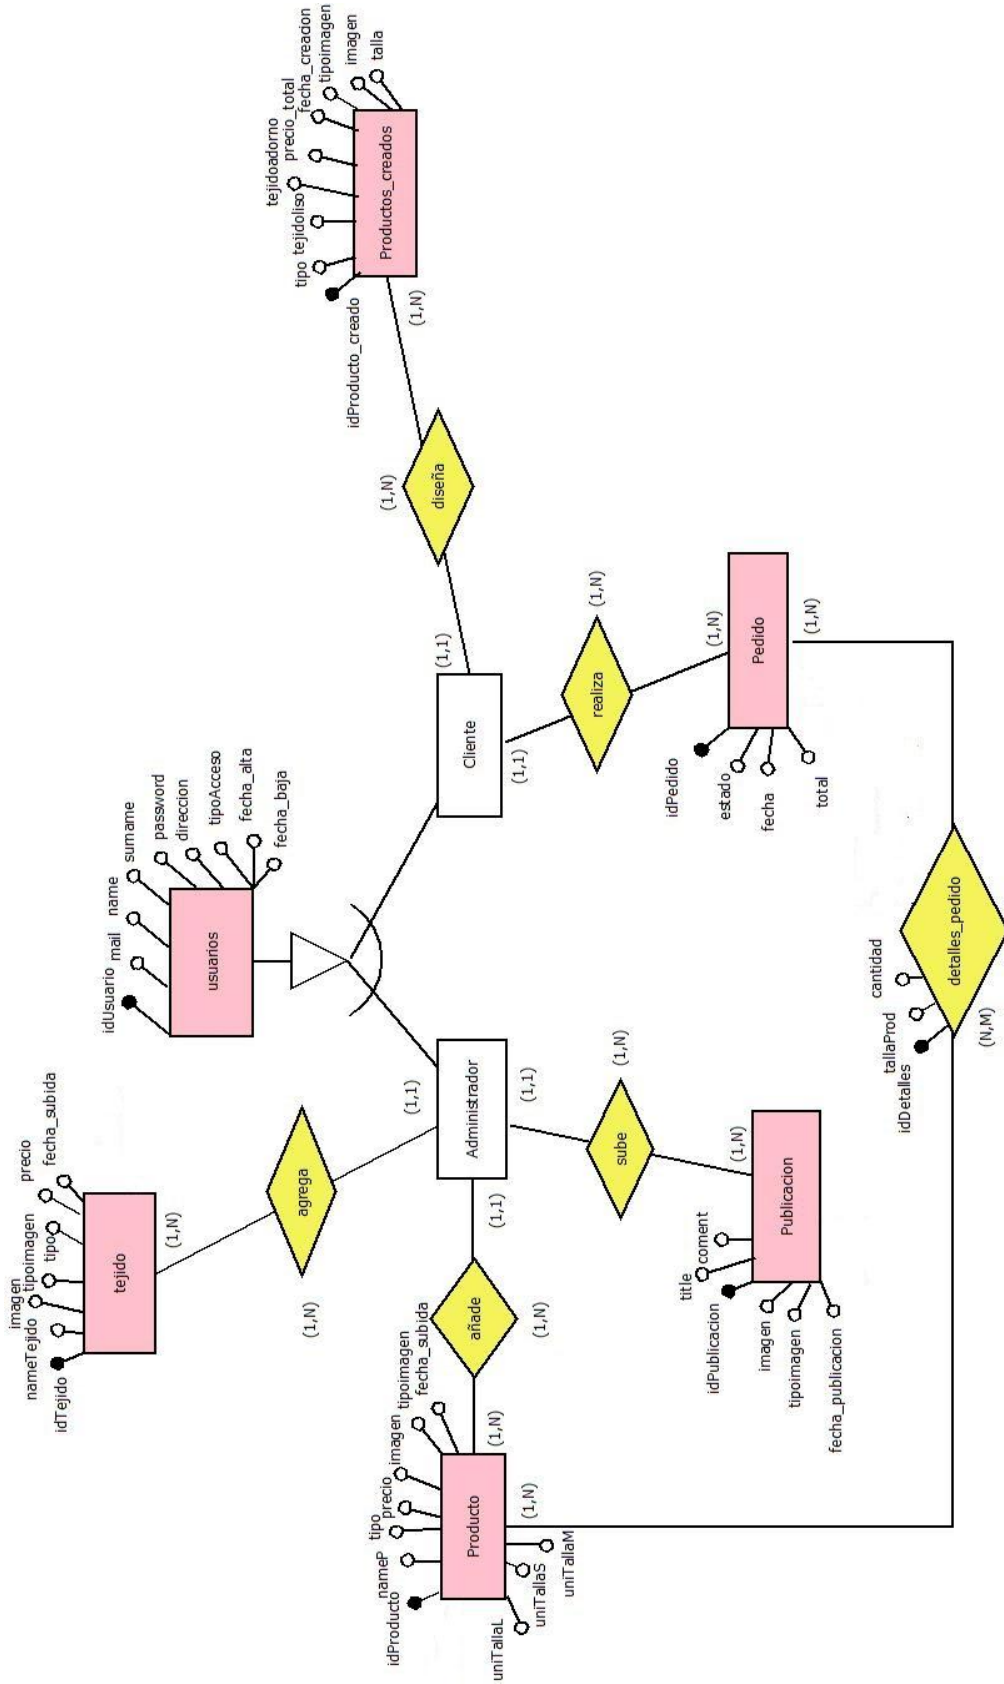 idTejido
nameTejido
imagen
tipoimagen
tipo
precio
fecha_subida
tejido
(1,N)
agrega
(1,N)
(1,1)
idUsuario
mail
name
surname
password
direccion
tipoAcceso
fecha_alta
fecha_baja
usuarios
Administrador
(1,1)
(1,1)
Cliente
(1,1)
(1,1)
diseña
(1,N)
(1,N)
idProducto_creado
tipo
tejidoliso
tejidoadorno
precio_total
fecha_creacion
tipoimagen
imagen
talla
Productos_creados
idProducto
nameP
tipo
precio
imagen
tipoimagen
fecha_subida
Producto
(1,N)
(1,N)
uniTallaL
uniTallaS
uniTallaM
añade
(1,N)
sube
(1,N)
(1,N)
idPublicacion
title
coment
imagen
tipoimagen
fecha_publicacion
Publicacion
realiza
(1,N)
(1,N)
idPedido
estado
fecha
total
Pedido
(1,N)
idDetalles
tallaProd
cantidad
detalles_pedido
(N,M)